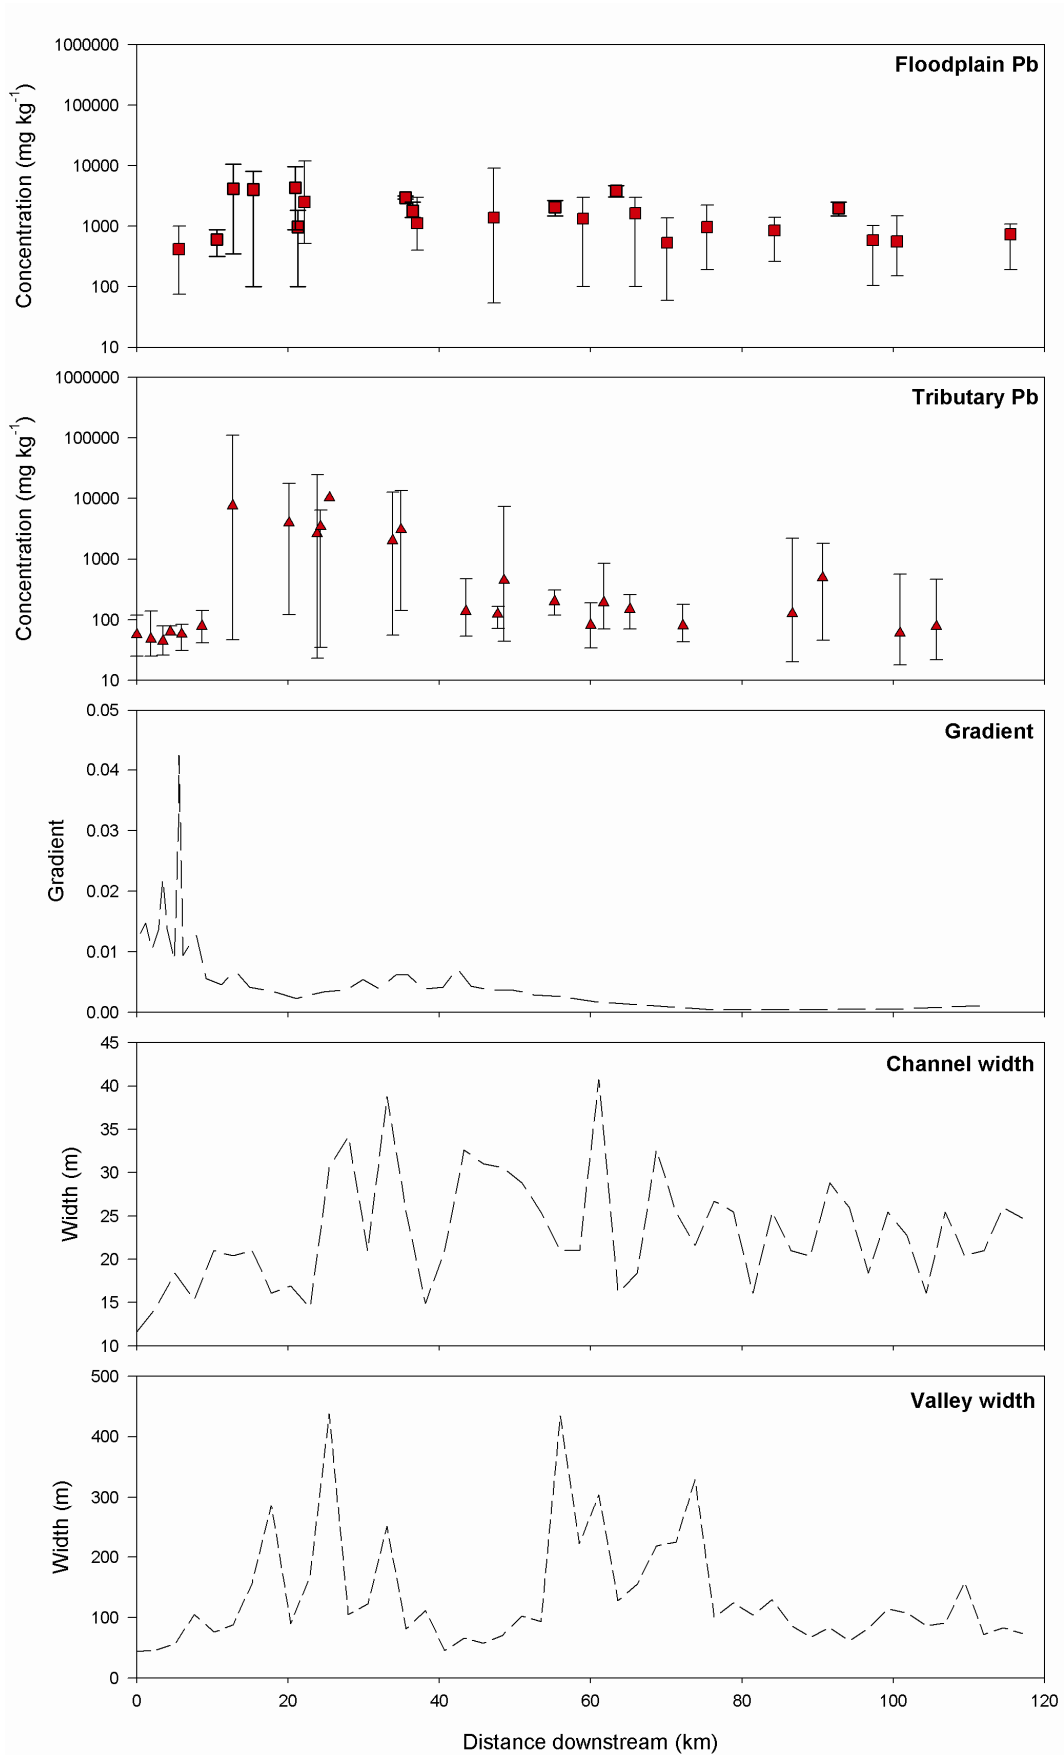 Floodplain Pb
Concentration (mg kg⁻¹)
1000000
100000
10000
1000
100
10
Tributary Pb
Concentration (mg kg⁻¹)
1000000
100000
10000
1000
100
10
Gradient
Gradient
0.05
0.04
0.03
0.02
0.01
0.00
Channel width
Width (m)
45
40
35
30
25
20
15
10
Valley width
Width (m)
500
400
300
200
100
0
0 20 40 60 80 100 120
Distance downstream (km)